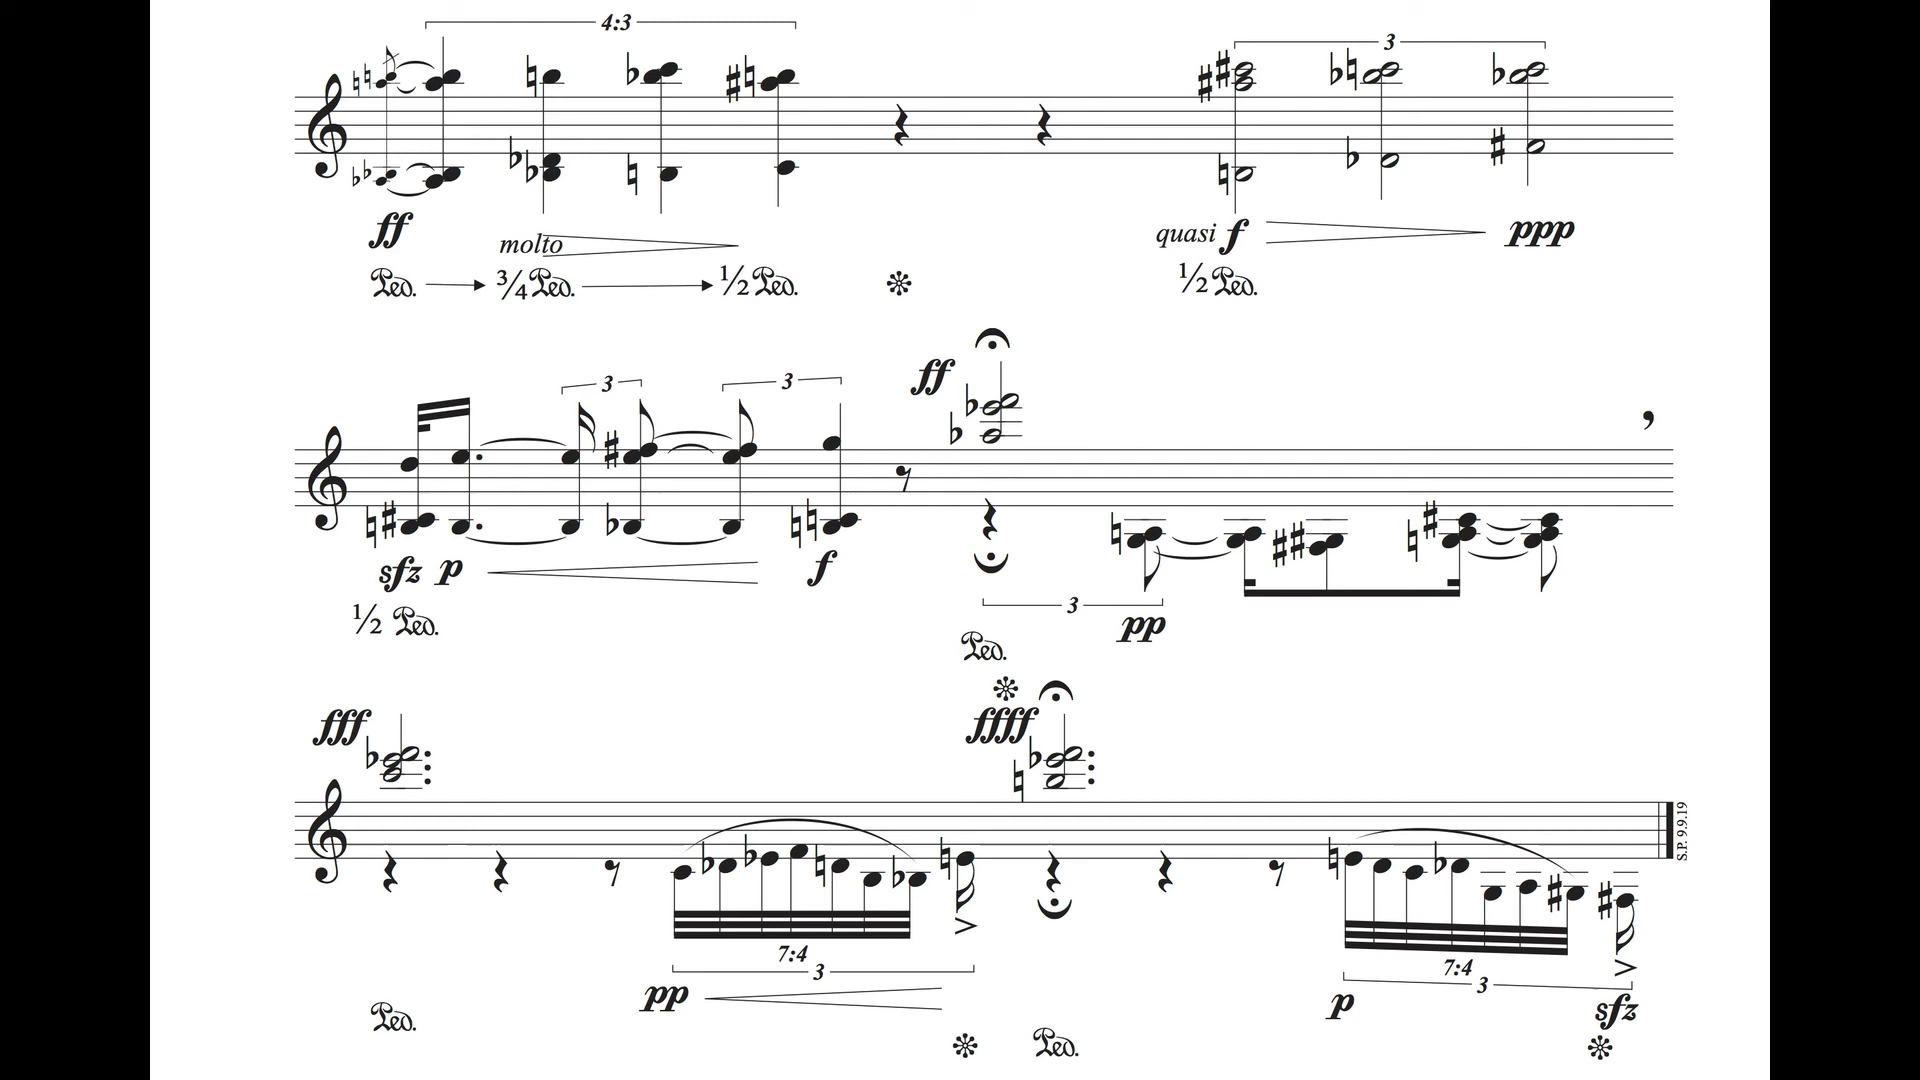 4:3
3
ff
molto
quasi f
ppp
Ped.
¾ Ped.
½ Ped.
½ Ped.
3
3
ff
sfz p
f
½ Ped.
3
pp
Ped.
fff
ffff
7:4
3
pp
7:4
3
p
sfz
Ped.
Ped.
S.P. 9.9.19